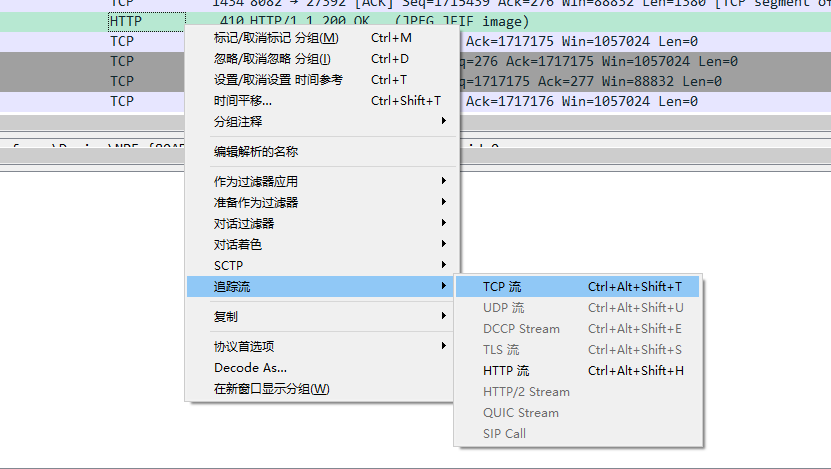 TCP 1434 8082 → 27392 [ACK] Seq=1715439 Ack=276 Win=88832 Len=1380 [TCP segment of
HTTP 410 HTTP/1.1 200 OK (JPEG JFIF image)
TCP Ack=1717175 Win=1057024 Len=0
TCP q=276 Ack=1717175 Win=1057024 Len=0
TCP q=1717175 Ack=277 Win=88832 Len=0
TCP Ack=1717176 Win=1057024 Len=0
标记/取消标记 分组(M) Ctrl+M
忽略/取消忽略 分组(I) Ctrl+D
设置/取消设置 时间参考 Ctrl+T
时间平移... Ctrl+Shift+T
分组注释
编辑解析的名称
作为过滤器应用
准备作为过滤器
对话过滤器
对话着色
SCTP
追踪流
复制
协议首选项
Decode As...
在新窗口显示分组(W)
TCP 流 Ctrl+Alt+Shift+T
UDP 流 Ctrl+Alt+Shift+U
DCCP Stream Ctrl+Alt+Shift+E
TLS 流 Ctrl+Alt+Shift+S
HTTP 流 Ctrl+Alt+Shift+H
HTTP/2 Stream
QUIC Stream
SIP Call